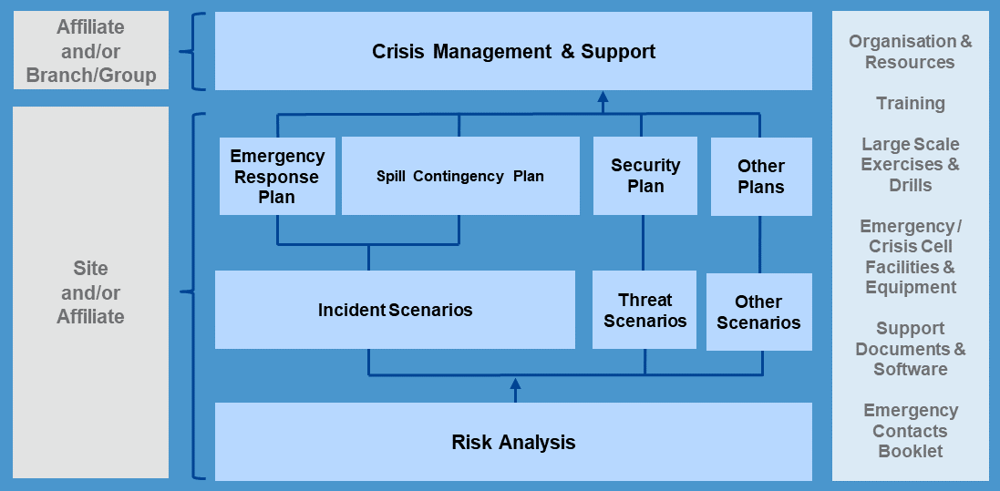 Affiliate
and/or
Branch/Group
Crisis Management & Support
Site
and/or
Affiliate
Emergency
Response
Plan
Spill Contingency Plan
Security
Plan
Other
Plans
Incident Scenarios
Threat
Scenarios
Other
Scenarios
Risk Analysis
Organisation &
Resources
Training
Large Scale
Exercises &
Drills
Emergency /
Crisis Cell
Facilities &
Equipment
Support
Documents &
Software
Emergency
Contacts
Booklet